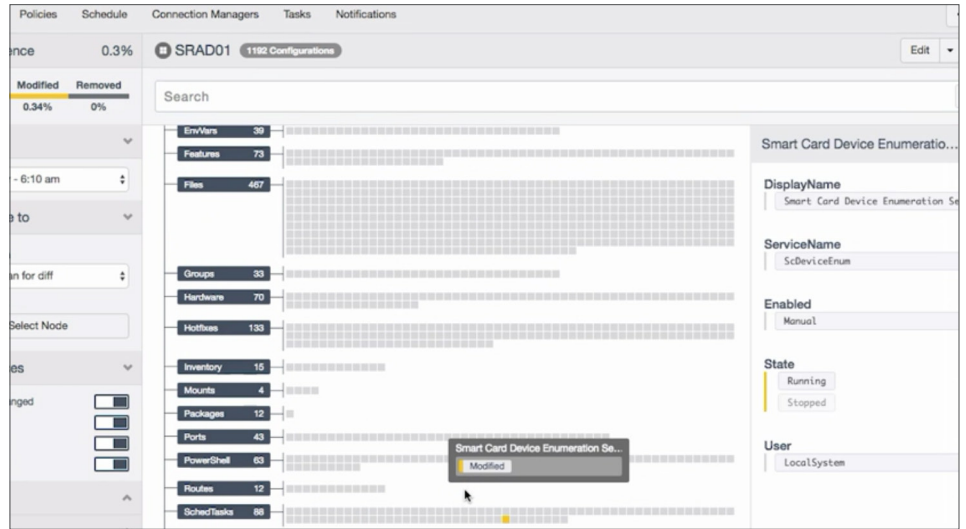 Policies Schedule Connection Managers Tasks Notifications
ence 0.3%
SRAD01 1192 Configurations
Edit
Modified Removed
0.34% 0%
Search
- 6:10 am
e to
an for diff
Select Node
es
nged
EnvVars 39
Features 73
Files 467
Groups 33
Hardware 70
Hotfixes 133
Inventory 15
Mounts 4
Packages 12
Ports 43
PowerShell 63
Routes 12
SchedTasks 88
Smart Card Device Enumeration Se...
Modified
Smart Card Device Enumeratio...
DisplayName
Smart Card Device Enumeration Se
ServiceName
ScDeviceEnum
Enabled
Manual
State
Running
Stopped
User
LocalSystem